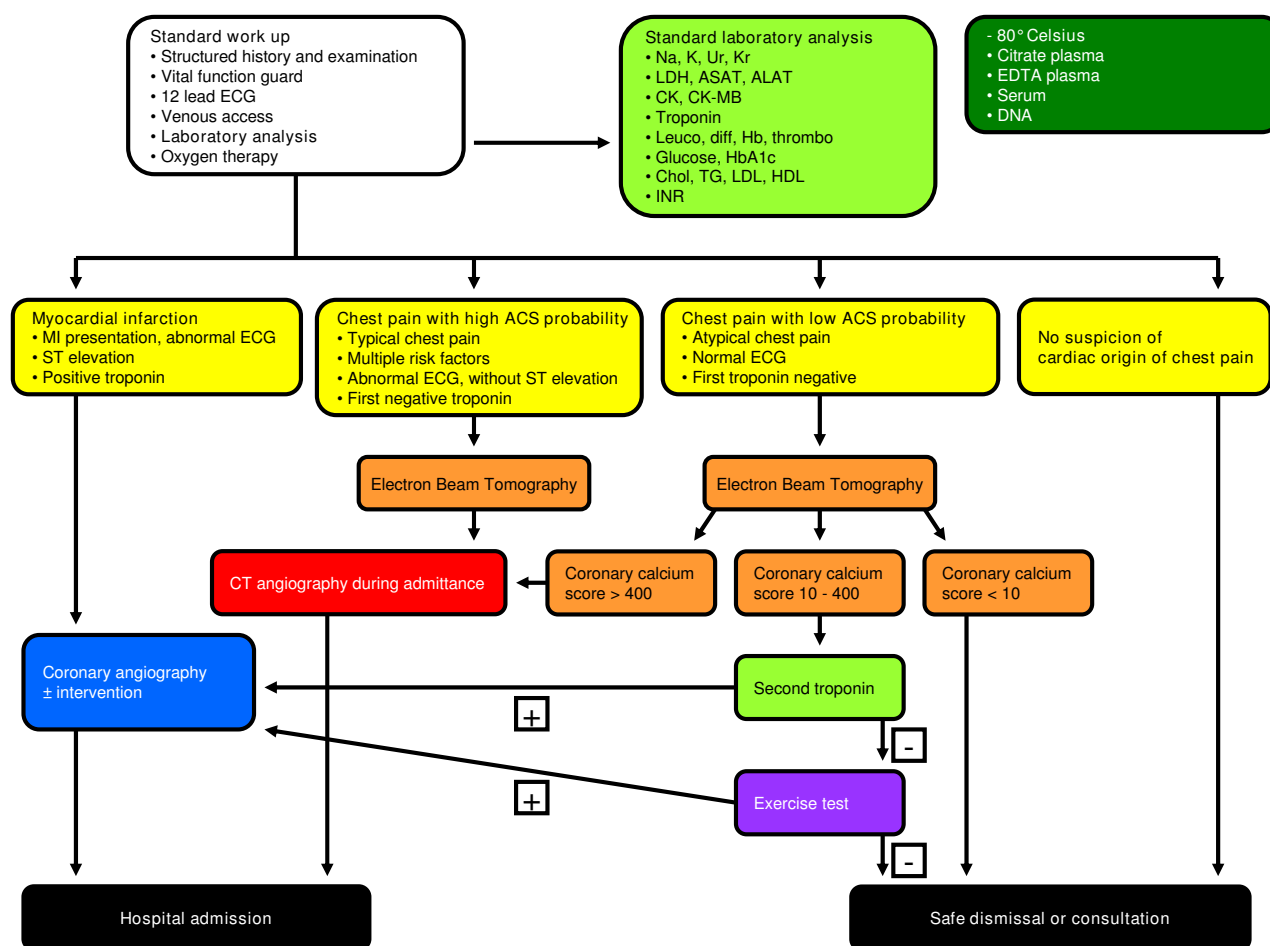 Standard work up
• Structured history and examination
• Vital function guard
• 12 lead ECG
• Venous access
• Laboratory analysis
• Oxygen therapy
Standard laboratory analysis
• Na, K, Ur, Kr
• LDH, ASAT, ALAT
• CK, CK-MB
• Troponin
• Leuco, diff, Hb, thrombo
• Glucose, HbA1c
• Chol, TG, LDL, HDL
• INR
- 80° Celsius
• Citrate plasma
• EDTA plasma
• Serum
• DNA
Myocardial infarction
• MI presentation, abnormal ECG
• ST elevation
• Positive troponin
Chest pain with high ACS probability
• Typical chest pain
• Multiple risk factors
• Abnormal ECG, without ST elevation
• First negative troponin
Chest pain with low ACS probability
• Atypical chest pain
• Normal ECG
• First troponin negative
No suspicion of
cardiac origin of chest pain
Electron Beam Tomography
Electron Beam Tomography
CT angiography during admittance
Coronary calcium
score > 400
Coronary calcium
score 10 - 400
Coronary calcium
score < 10
Coronary angiography
± intervention
Second troponin
+
-
Exercise test
+
-
Hospital admission
Safe dismissal or consultation